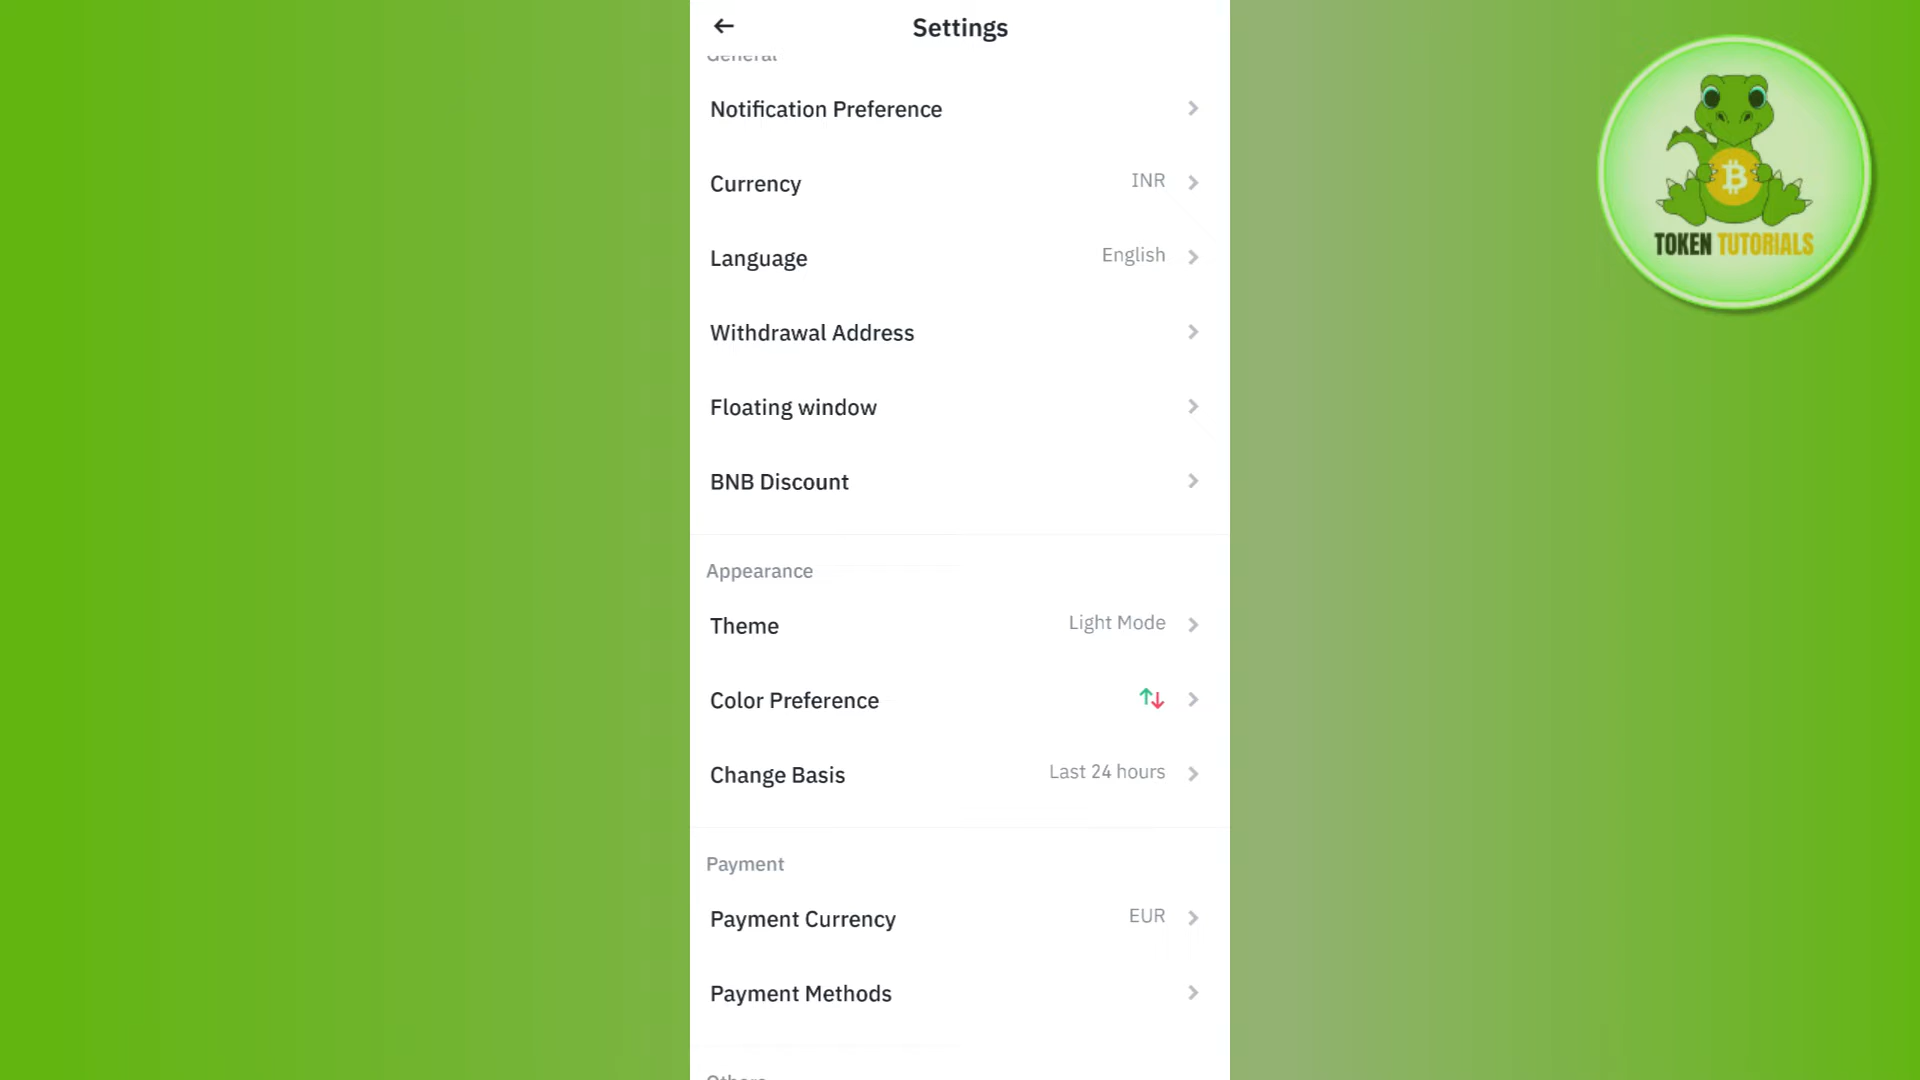 Settings
General
Notification Preference
Currency INR
Language English
Withdrawal Address
Floating window
BNB Discount
Appearance
Theme Light Mode
Color Preference
Change Basis Last 24 hours
Payment
Payment Currency EUR
Payment Methods
Others
TOKEN TUTORIALS